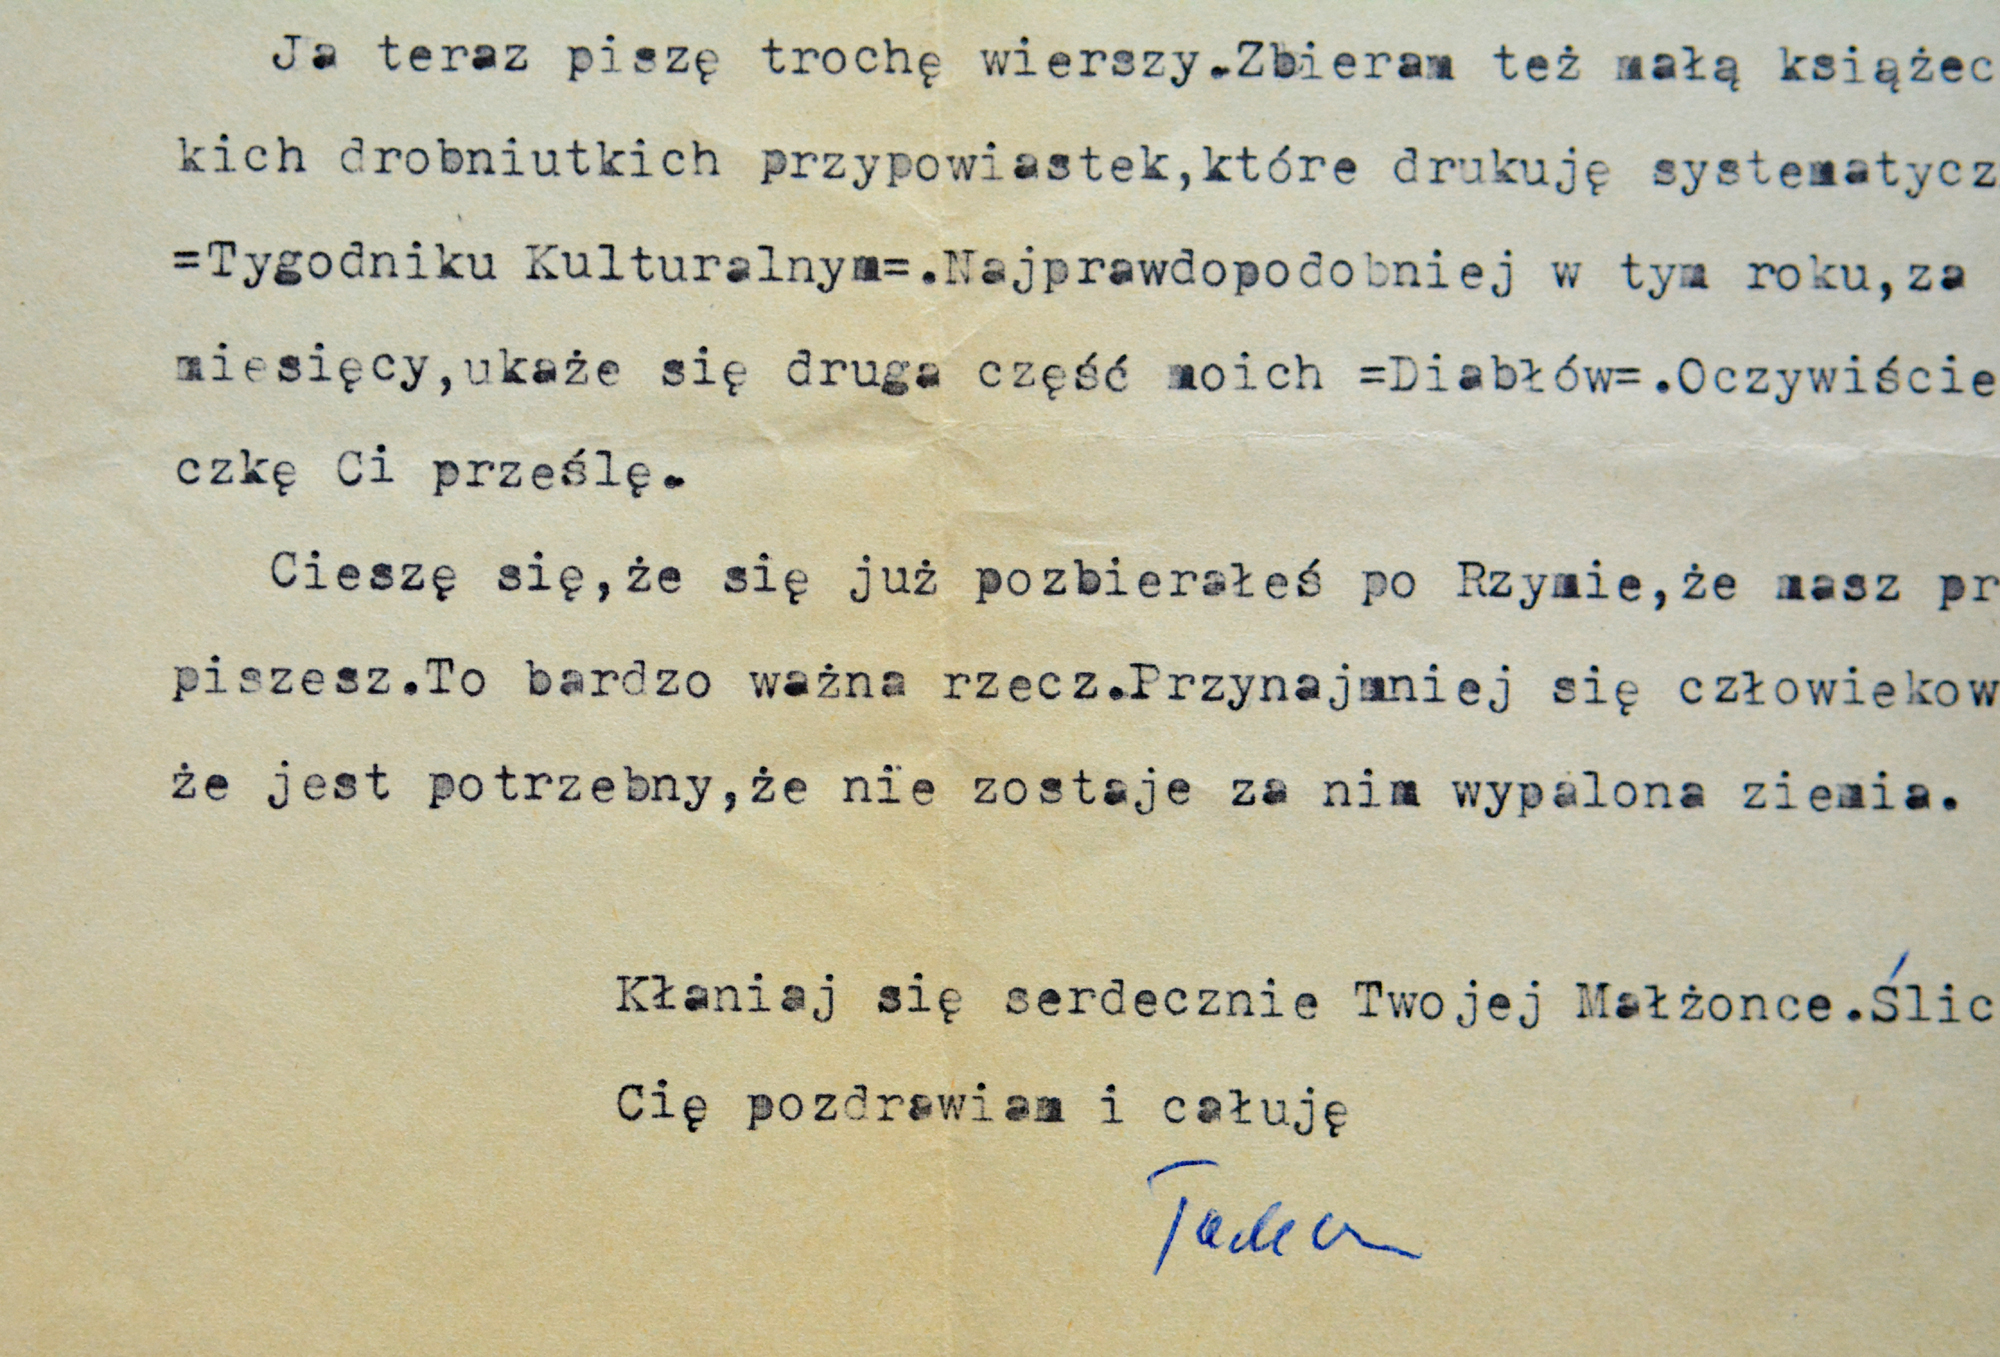 Ja teraz piszę trochę wierszy.Zbieram też małą książec
kich drobniutkich przypowiastek,które drukuję systematycz
=Tygodniku Kulturalnym=.Najprawdopodobniej w tym roku,za
miesięcy,ukaże się druga część moich =Diabłów=.Oczywiście
czkę Ci prześlę.
Cieszę się,że się już pozbierałeś po Rzymie,że masz pr
piszesz.To bardzo ważna rzecz.Przynajmniej się człowiekow
że jest potrzebny,że nie zostaje za nim wypalona ziemia.
Kłaniaj się serdecznie Twojej Małżonce.Ślic
Cię pozdrawiam i całuję